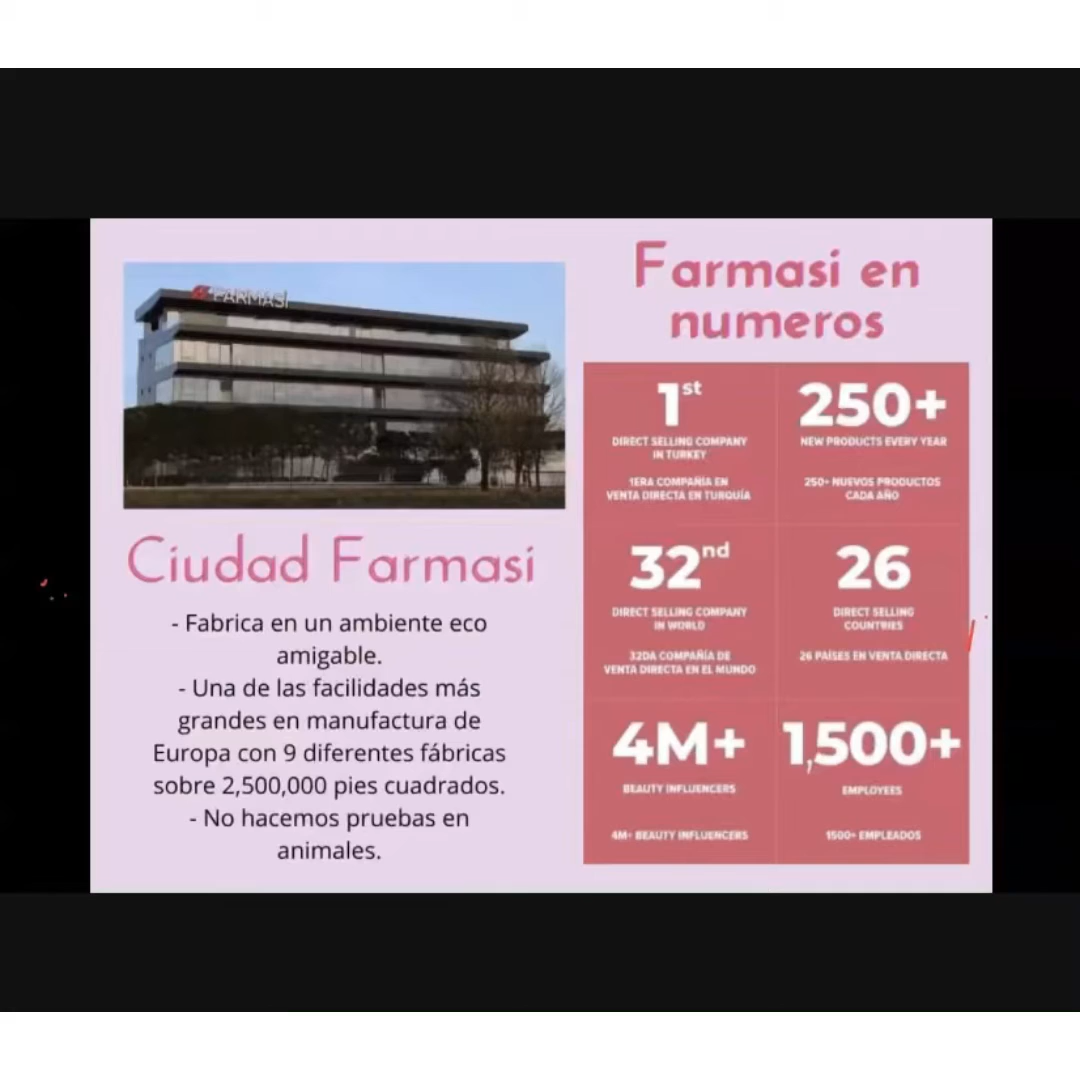 FARMASI
Ciudad Farmasi
- Fabrica en un ambiente eco
amigable.
- Una de las facilidades más
grandes en manufactura de
Europa con 9 diferentes fábricas
sobre 2,500,000 pies cuadrados.
- No hacemos pruebas en
animales.
Farmasi en
numeros
1st
DIRECT SELLING COMPANY
IN TURKEY
1ERA COMPAÑÍA EN
VENTA DIRECTA EN TURQUÍA
250+
NEW PRODUCTS EVERY YEAR
250+ NUEVOS PRODUCTOS
CADA AÑO
32nd
DIRECT SELLING COMPANY
IN WORLD
32DA COMPAÑÍA DE
VENTA DIRECTA EN EL MUNDO
26
DIRECT SELLING
COUNTRIES
26 PAÍSES EN VENTA DIRECTA
4M+
BEAUTY INFLUENCERS
4M+ BEAUTY INFLUENCERS
1,500+
EMPLOYEES
1500+ EMPLEADOS